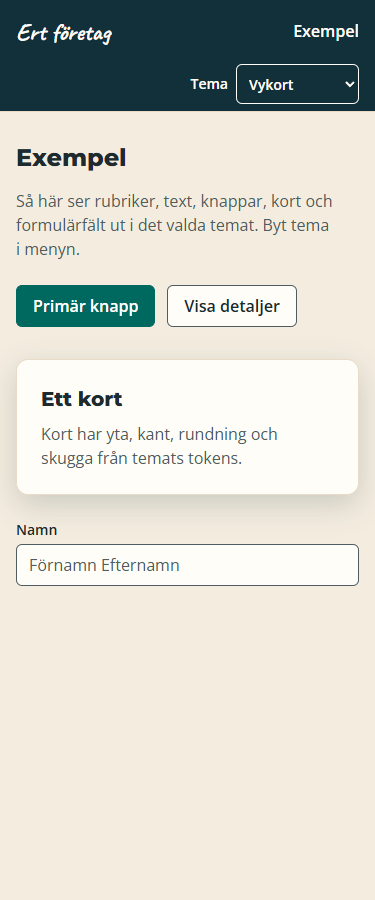 Ert företag
Exempel
Tema
Vykort
Exempel
Så här ser rubriker, text, knappar, kort och
formulärfält ut i det valda temat. Byt tema
i menyn.
Primär knapp
Visa detaljer
Ett kort
Kort har yta, kant, rundning och
skugga från temats tokens.
Namn
Förnamn Efternamn